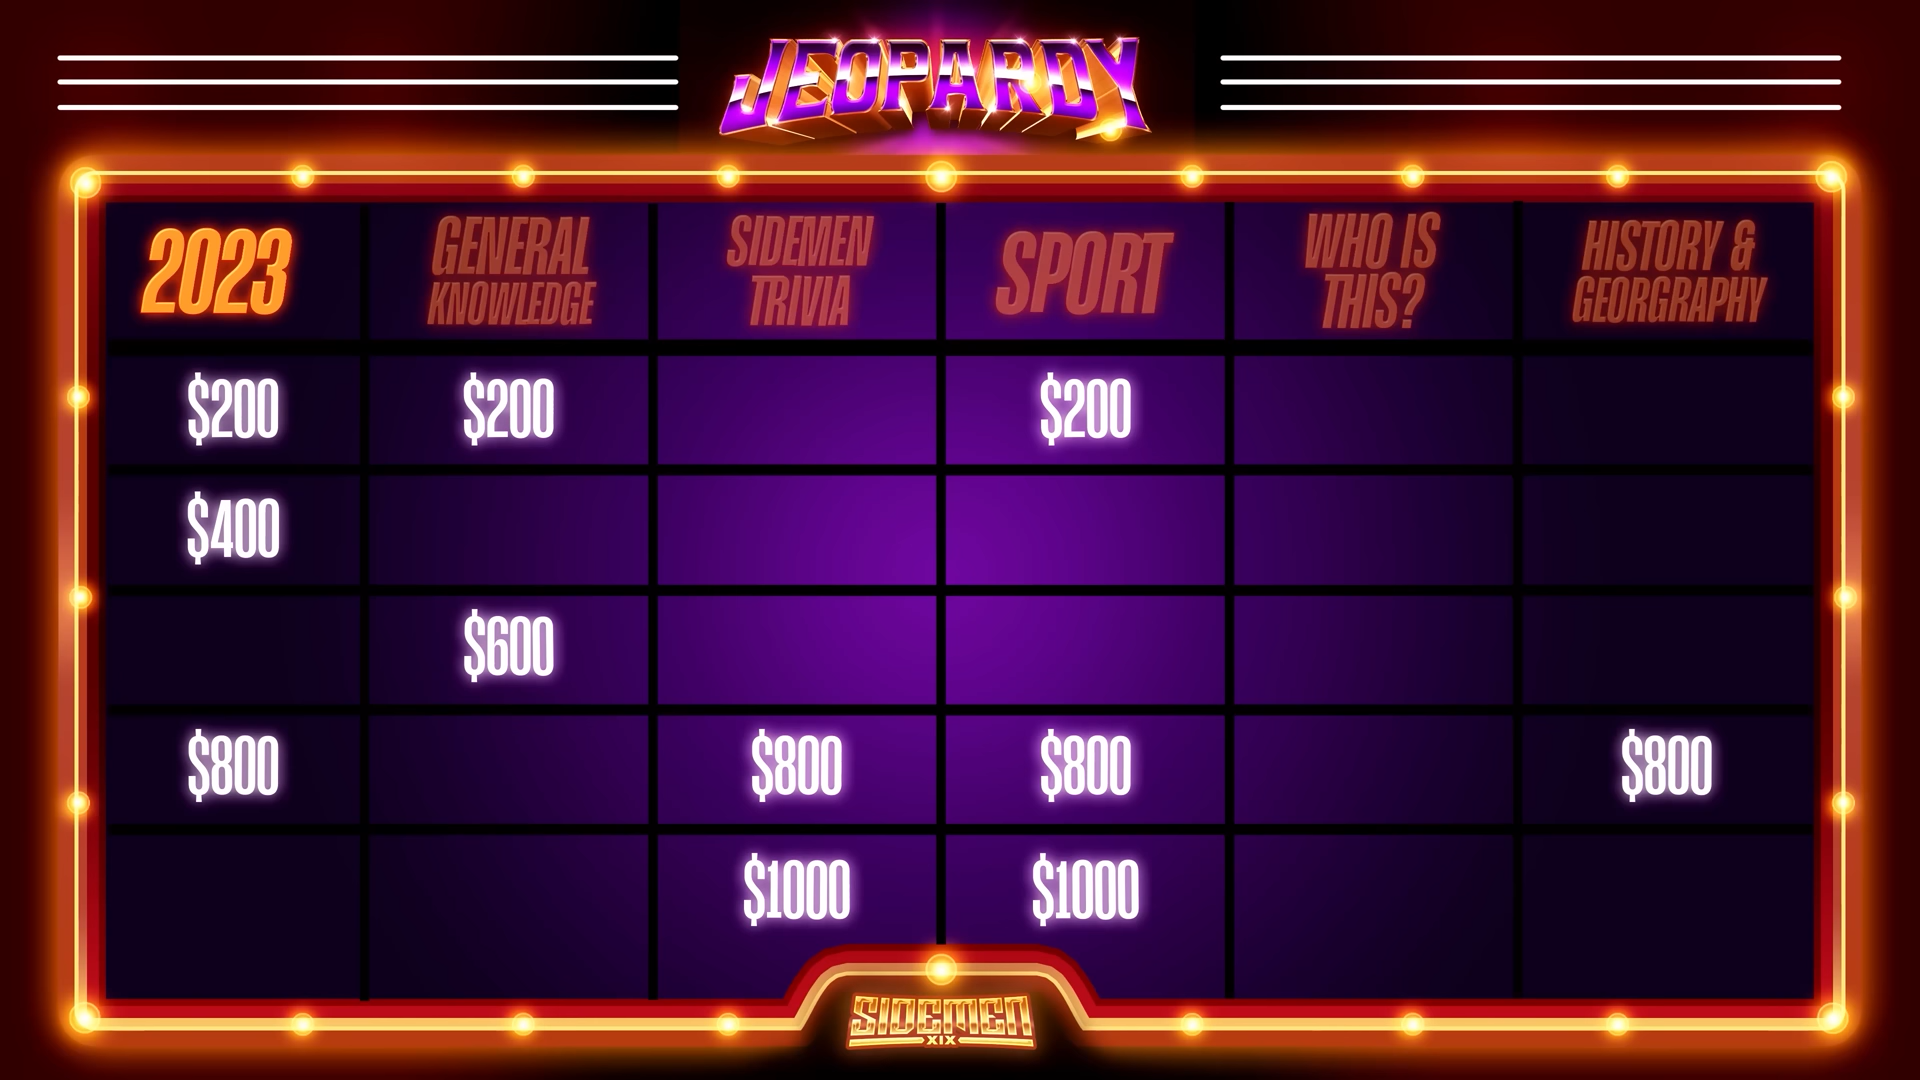 JEOPARDY
2023
GENERAL
KNOWLEDGE
SIDEMEN
TRIVIA
SPORT
WHO IS
THIS?
HISTORY &
GEORGRAPHY
$200 $200 $200
$400
$600
$800 $800 $800 $800
$1000 $1000
SIDEMEN
XIX